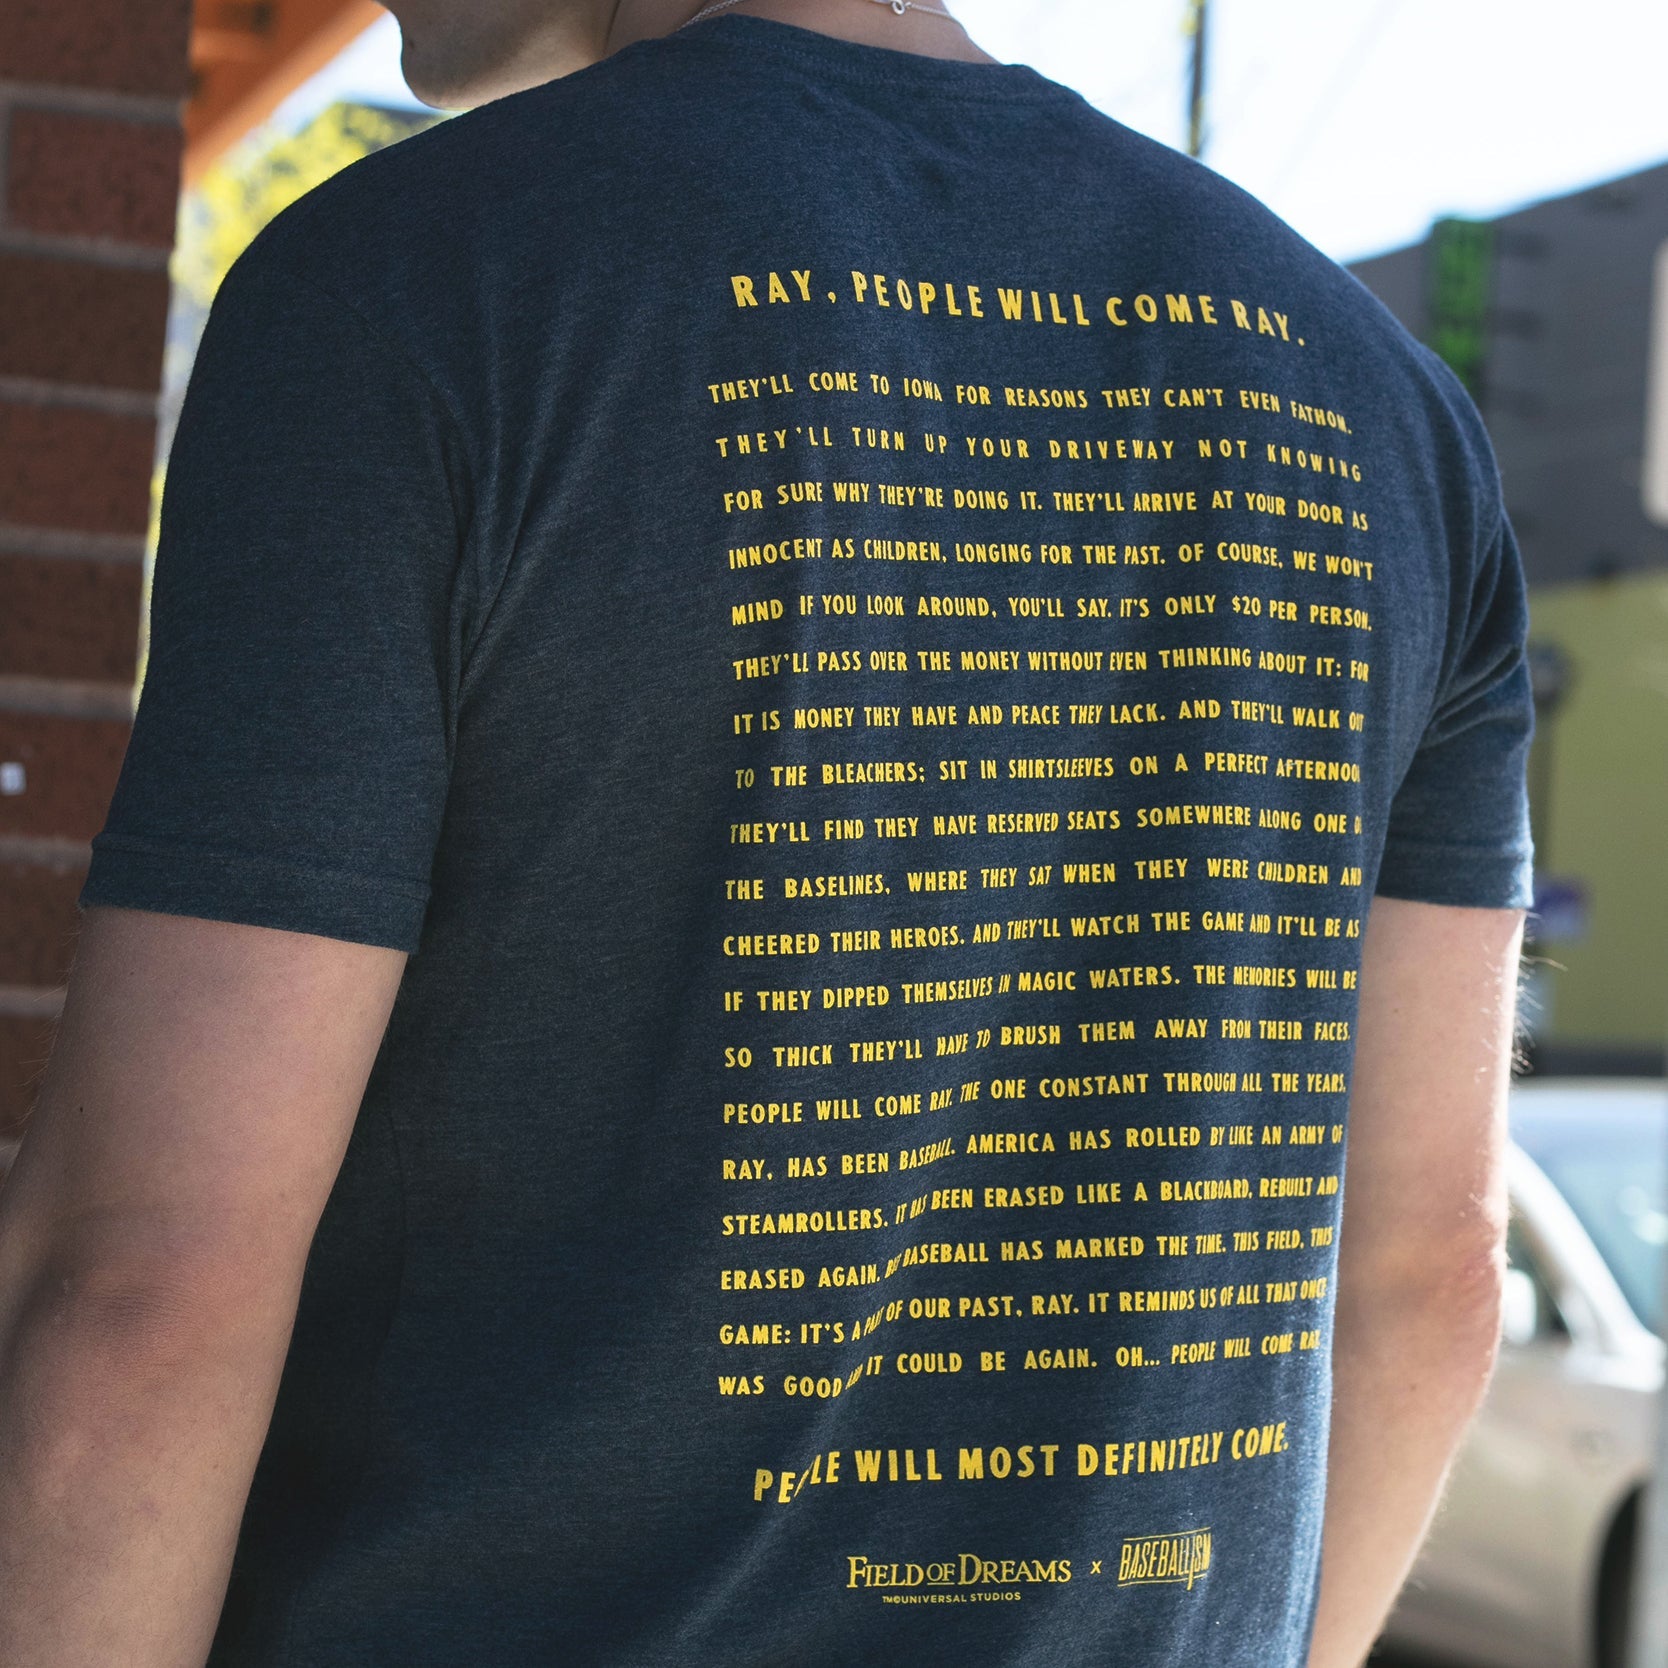 RAY, PEOPLE WILL COME RAY.
THEY'LL COME TO IOWA FOR REASONS THEY CAN'T EVEN FATHOM.
THEY'LL TURN UP YOUR DRIVEWAY NOT KNOWING
FOR SURE WHY THEY'RE DOING IT. THEY'LL ARRIVE AT YOUR DOOR AS
INNOCENT AS CHILDREN, LONGING FOR THE PAST. OF COURSE, WE WON'T
MIND IF YOU LOOK AROUND, YOU'LL SAY. IT'S ONLY $20 PER PERSON.
THEY'LL PASS OVER THE MONEY WITHOUT EVEN THINKING ABOUT IT: FOR
IT IS MONEY THEY HAVE AND PEACE THEY LACK. AND THEY'LL WALK OUT
TO THE BLEACHERS; SIT IN SHIRTSLEEVES ON A PERFECT AFTERNOON
THEY'LL FIND THEY HAVE RESERVED SEATS SOMEWHERE ALONG ONE OF
THE BASELINES, WHERE THEY SAT WHEN THEY WERE CHILDREN AND
CHEERED THEIR HEROES. AND THEY'LL WATCH THE GAME AND IT'LL BE AS
IF THEY DIPPED THEMSELVES IN MAGIC WATERS. THE MEMORIES WILL BE
SO THICK THEY'LL HAVE TO BRUSH THEM AWAY FROM THEIR FACES.
PEOPLE WILL COME RAY. THE ONE CONSTANT THROUGH ALL THE YEARS,
RAY, HAS BEEN BASEBALL. AMERICA HAS ROLLED BY LIKE AN ARMY OF
STEAMROLLERS. IT HAS BEEN ERASED LIKE A BLACKBOARD, REBUILT AND
ERASED AGAIN. BUT BASEBALL HAS MARKED THE TIME. THIS FIELD, THIS
GAME: IT'S A PART OF OUR PAST, RAY. IT REMINDS US OF ALL THAT ONCE
WAS GOOD AND IT COULD BE AGAIN. OH... PEOPLE WILL COME RAY.
PEOPLE WILL MOST DEFINITELY COME.
FIELD OF DREAMS x BASEBALLISM
TM©UNIVERSAL STUDIOS